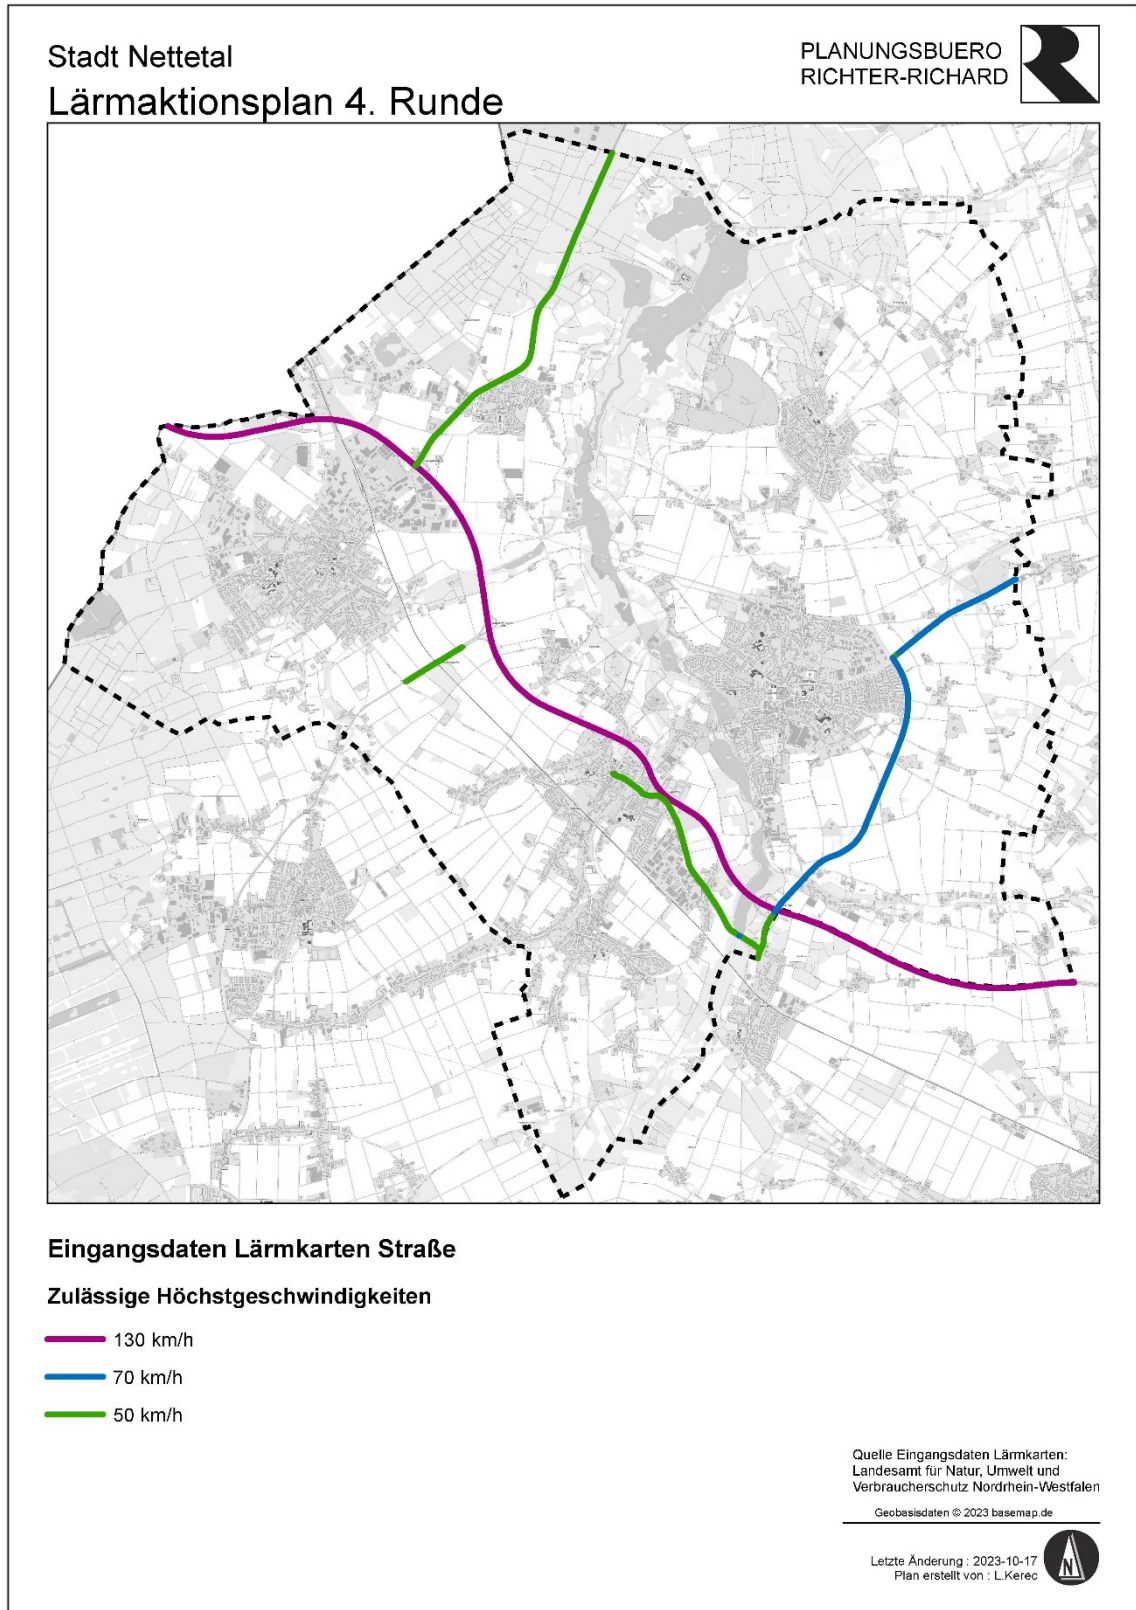 Stadt Nettetal
Lärmaktionsplan 4. Runde
PLANUNGSBUERO
RICHTER-RICHARD
Eingangsdaten Lärmkarten Straße
Zulässige Höchstgeschwindigkeiten
130 km/h
70 km/h
50 km/h
Quelle Eingangsdaten Lärmkarten:
Landesamt für Natur, Umwelt und
Verbraucherschutz Nordrhein-Westfalen
Geobasisdaten © 2023 basemap.de
Letzte Änderung : 2023-10-17
Plan erstellt von : L.Kerec
N